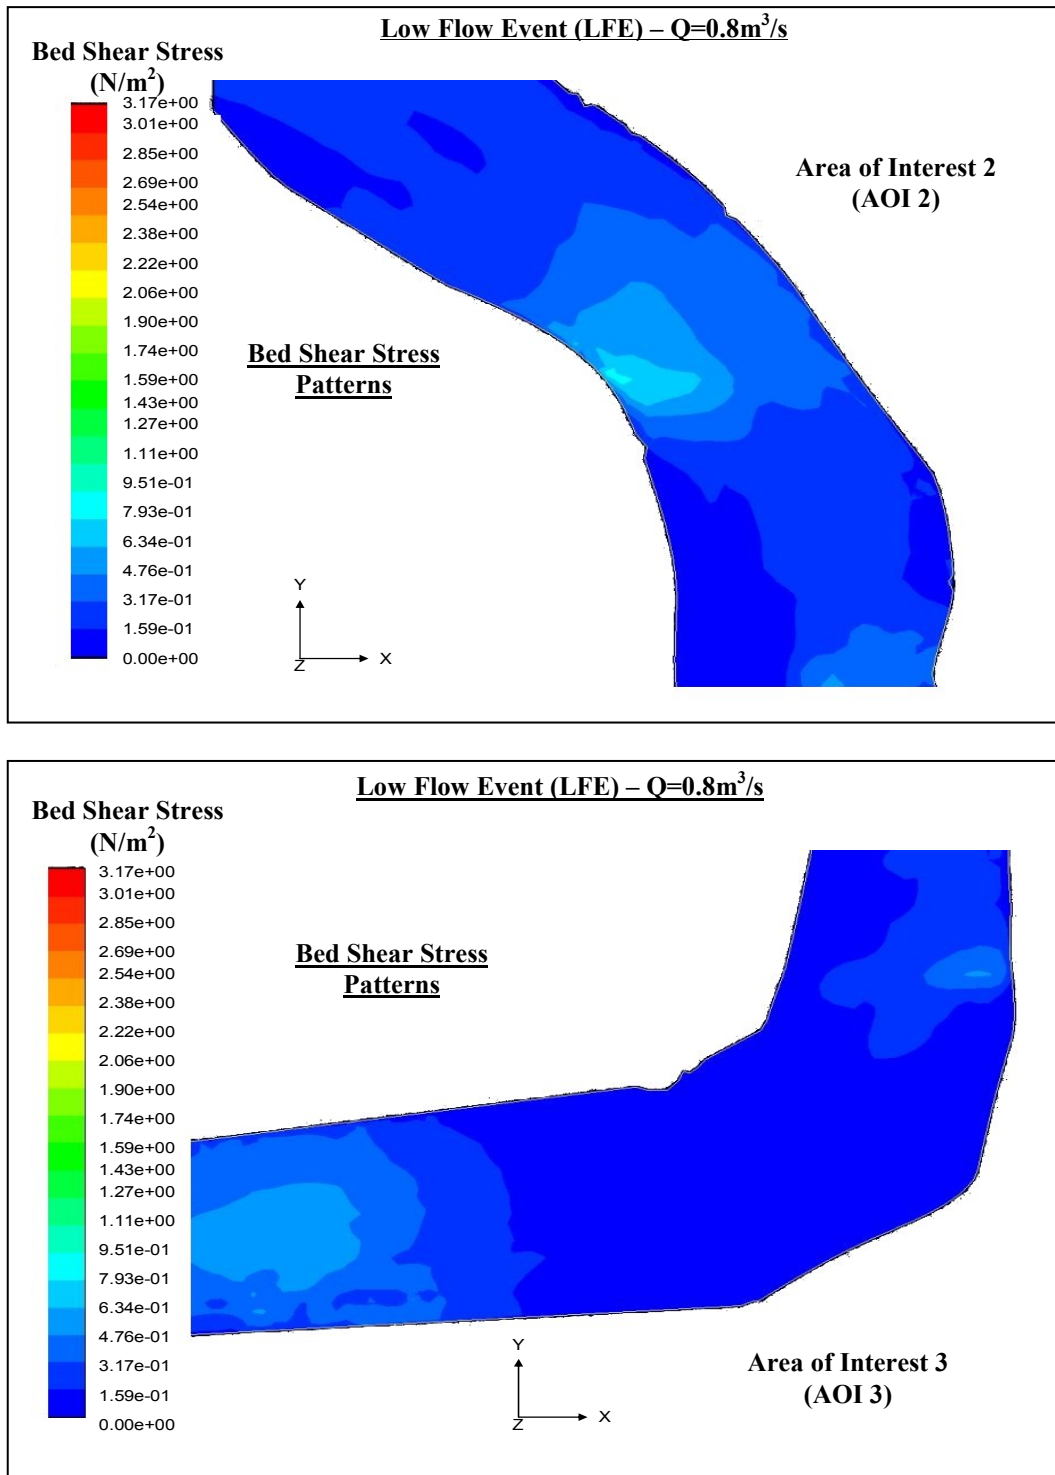 Low Flow Event (LFE) – Q=0.8m³/s
Bed Shear Stress
(N/m²)
3.17e+00
3.01e+00
2.85e+00
2.69e+00
2.54e+00
2.38e+00
2.22e+00
2.06e+00
1.90e+00
1.74e+00
1.59e+00
1.43e+00
1.27e+00
1.11e+00
9.51e-01
7.93e-01
6.34e-01
4.76e-01
3.17e-01
1.59e-01
0.00e+00
Area of Interest 2
(AOI 2)
Bed Shear Stress
Patterns
Y
Z
X
Low Flow Event (LFE) – Q=0.8m³/s
Bed Shear Stress
(N/m²)
3.17e+00
3.01e+00
2.85e+00
2.69e+00
2.54e+00
2.38e+00
2.22e+00
2.06e+00
1.90e+00
1.74e+00
1.59e+00
1.43e+00
1.27e+00
1.11e+00
9.51e-01
7.93e-01
6.34e-01
4.76e-01
3.17e-01
1.59e-01
0.00e+00
Bed Shear Stress
Patterns
Y
Z
X
Area of Interest 3
(AOI 3)